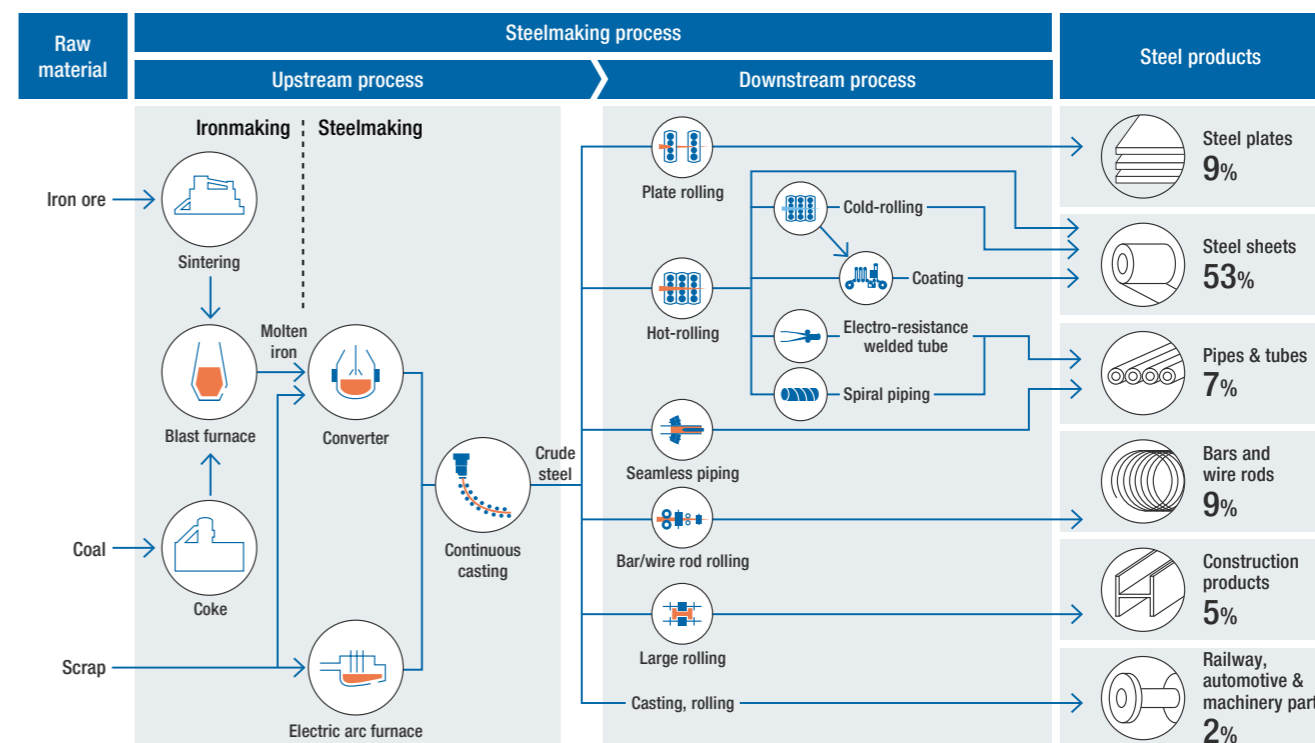 Raw
material
Steelmaking process
Upstream process
Downstream process
Steel products
Ironmaking
Steelmaking
Iron ore
Sintering
Molten
iron
Blast furnace
Converter
Coal
Coke
Scrap
Electric arc furnace
Continuous
casting
Crude
steel
Plate rolling
Cold-rolling
Coating
Hot-rolling
Electro-resistance
welded tube
Spiral piping
Seamless piping
Bar/wire rod rolling
Large rolling
Casting, rolling
Steel plates
9%
Steel sheets
53%
Pipes & tubes
7%
Bars and
wire rods
9%
Construction
products
5%
Railway,
automotive &
machinery part
2%